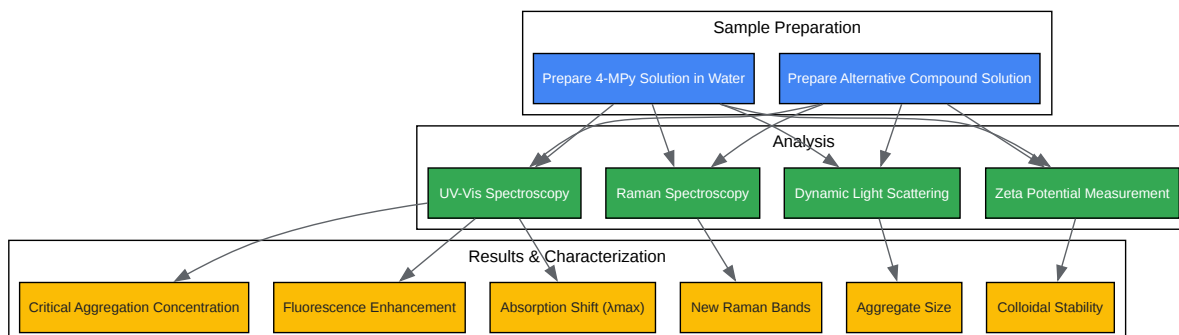 Sample Preparation
Prepare 4-MPy Solution in Water
Prepare Alternative Compound Solution
Analysis
UV-Vis Spectroscopy
Raman Spectroscopy
Dynamic Light Scattering
Zeta Potential Measurement
Results & Characterization
Critical Aggregation Concentration
Fluorescence Enhancement
Absorption Shift (λmax)
New Raman Bands
Aggregate Size
Colloidal Stability